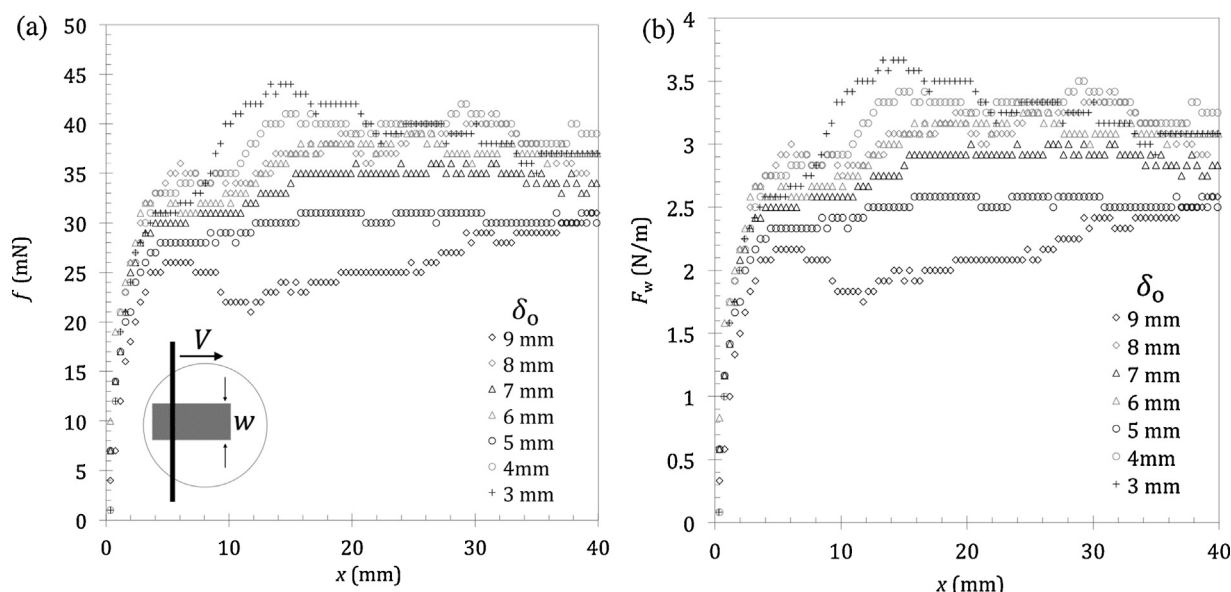 (a)
50
45
40
35
30
25
20
15
10
5
0
f (mN)
0 10 20 30 40
x (mm)
V
w
δo
9 mm
8 mm
7 mm
6 mm
5 mm
4mm
3 mm
(b)
4
3.5
3
2.5
2
1.5
1
0.5
0
Fw (N/m)
0 10 20 30 40
x (mm)
δo
9 mm
8 mm
7 mm
6 mm
5 mm
4mm
3 mm